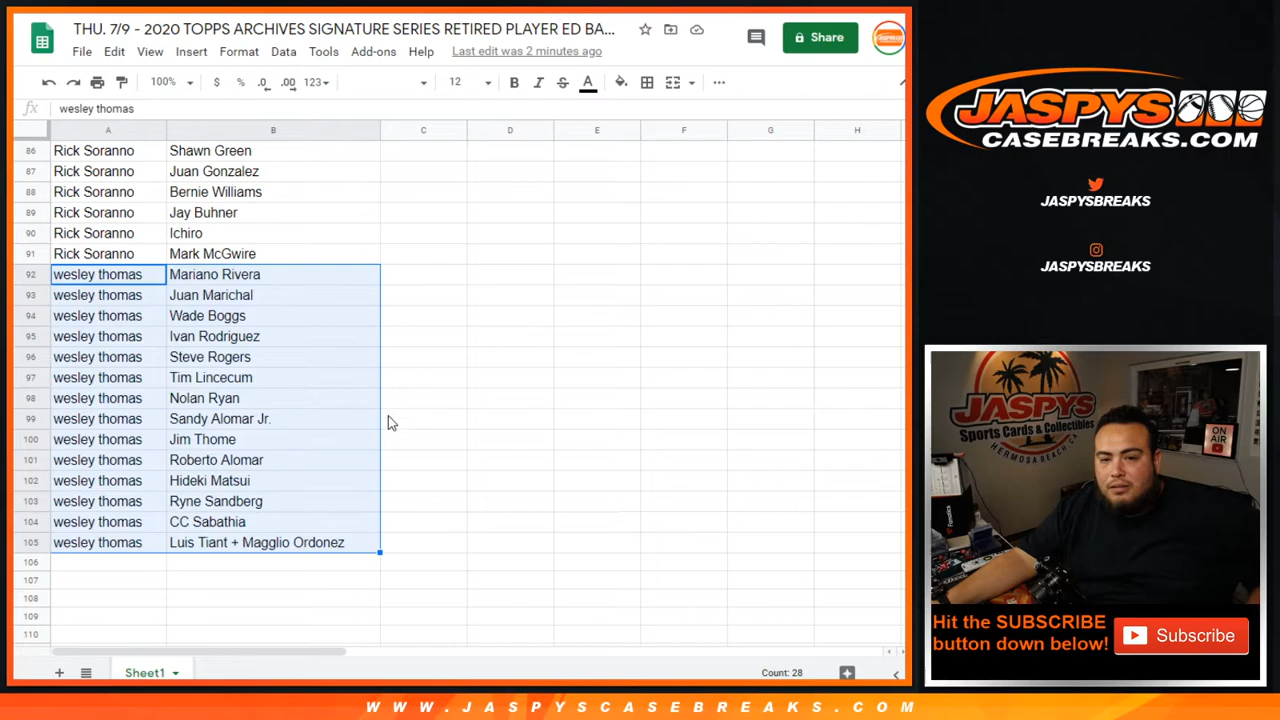 THU. 7/9 - 2020 TOPPS ARCHIVES SIGNATURE SERIES RETIRED PLAYER ED BA...
File Edit View Insert Format Data Tools Add-ons Help Last edit was 2 minutes ago
Share
100% $ % .0 .00 123 12 B I S A
fx wesley thomas
A B C D E F G H
86 Rick Soranno Shawn Green
87 Rick Soranno Juan Gonzalez
88 Rick Soranno Bernie Williams
89 Rick Soranno Jay Buhner
90 Rick Soranno Ichiro
91 Rick Soranno Mark McGwire
92 wesley thomas Mariano Rivera
93 wesley thomas Juan Marichal
94 wesley thomas Wade Boggs
95 wesley thomas Ivan Rodriguez
96 wesley thomas Steve Rogers
97 wesley thomas Tim Lincecum
98 wesley thomas Nolan Ryan
99 wesley thomas Sandy Alomar Jr.
100 wesley thomas Jim Thome
101 wesley thomas Roberto Alomar
102 wesley thomas Hideki Matsui
103 wesley thomas Ryne Sandberg
104 wesley thomas CC Sabathia
105 wesley thomas Luis Tiant + Magglio Ordonez
106
107
108
109
110
Sheet1
Count: 28
JASPYS
CASEBREAKS.COM
JASPYSBREAKS
JASPYSBREAKS
JASPYS
Sports Cards & Collectibles
HERMOSA BEACH CA
ON AIR
Fanatics
Hit the SUBSCRIBE
button down below!
Subscribe
WWW.JASPYSCASEBREAKS.COM